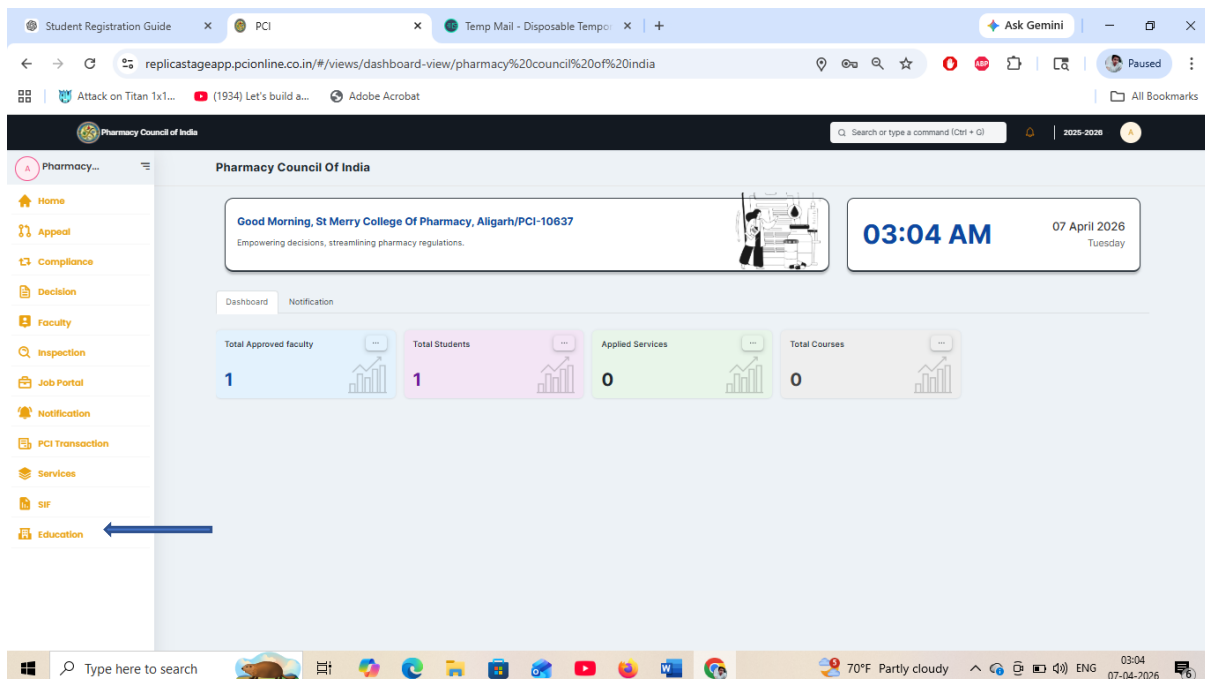 Student Registration Guide
PCI
Temp Mail - Disposable Tempor
Ask Gemini
replicastageapp.pcionline.co.in/#/views/dashboard-view/pharmacy%20council%20of%20india
ABP
Paused
Attack on Titan 1x1...
(1934) Let's build a...
Adobe Acrobat
All Bookmarks
Pharmacy Council of India
Search or type a command (Ctrl + G)
2025-2026
A
A
Pharmacy...
Pharmacy Council Of India
Home
Appeal
Compliance
Decision
Faculty
Inspection
Job Portal
Notification
PCI Transaction
Services
SIF
Education
Good Morning, St Merry College Of Pharmacy, Aligarh/PCI-10637
Empowering decisions, streamlining pharmacy regulations.
03:04 AM
07 April 2026
Tuesday
Dashboard
Notification
Total Approved faculty
1
Total Students
1
Applied Services
0
Total Courses
0
Type here to search
70°F Partly cloudy
ENG
03:04
07-04-2026
6